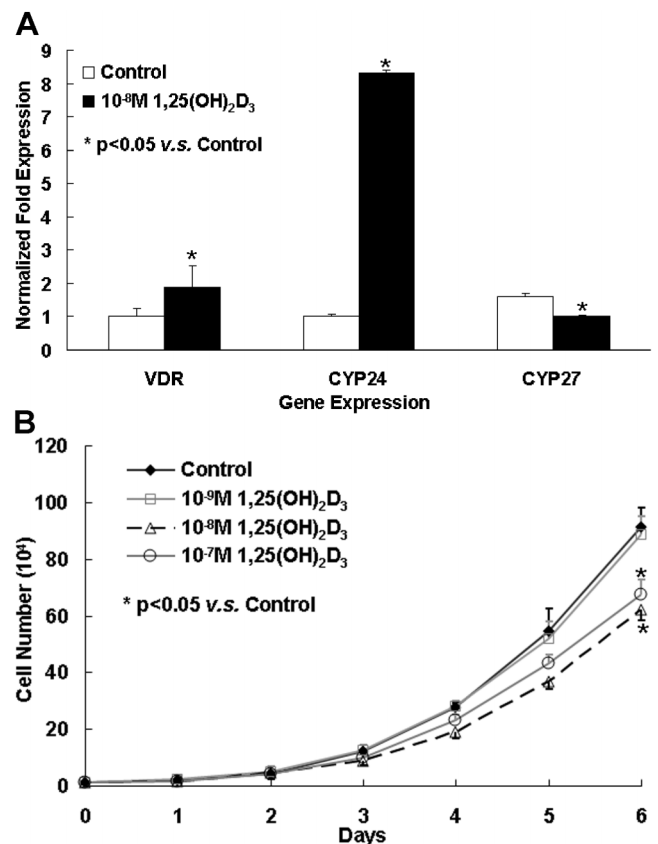 A
Normalized Fold Expression
9
8
7
6
5
4
3
2
1
0
Control
10⁻⁸M 1,25(OH)₂D₃
* p<0.05 v.s. Control
*
*
*
VDR CYP24 CYP27
Gene Expression
B
Cell Number (10⁴)
120
100
80
60
40
20
0
Control
10⁻⁹M 1,25(OH)₂D₃
10⁻⁸M 1,25(OH)₂D₃
10⁻⁷M 1,25(OH)₂D₃
* p<0.05 v.s. Control
*
*
0 1 2 3 4 5 6
Days